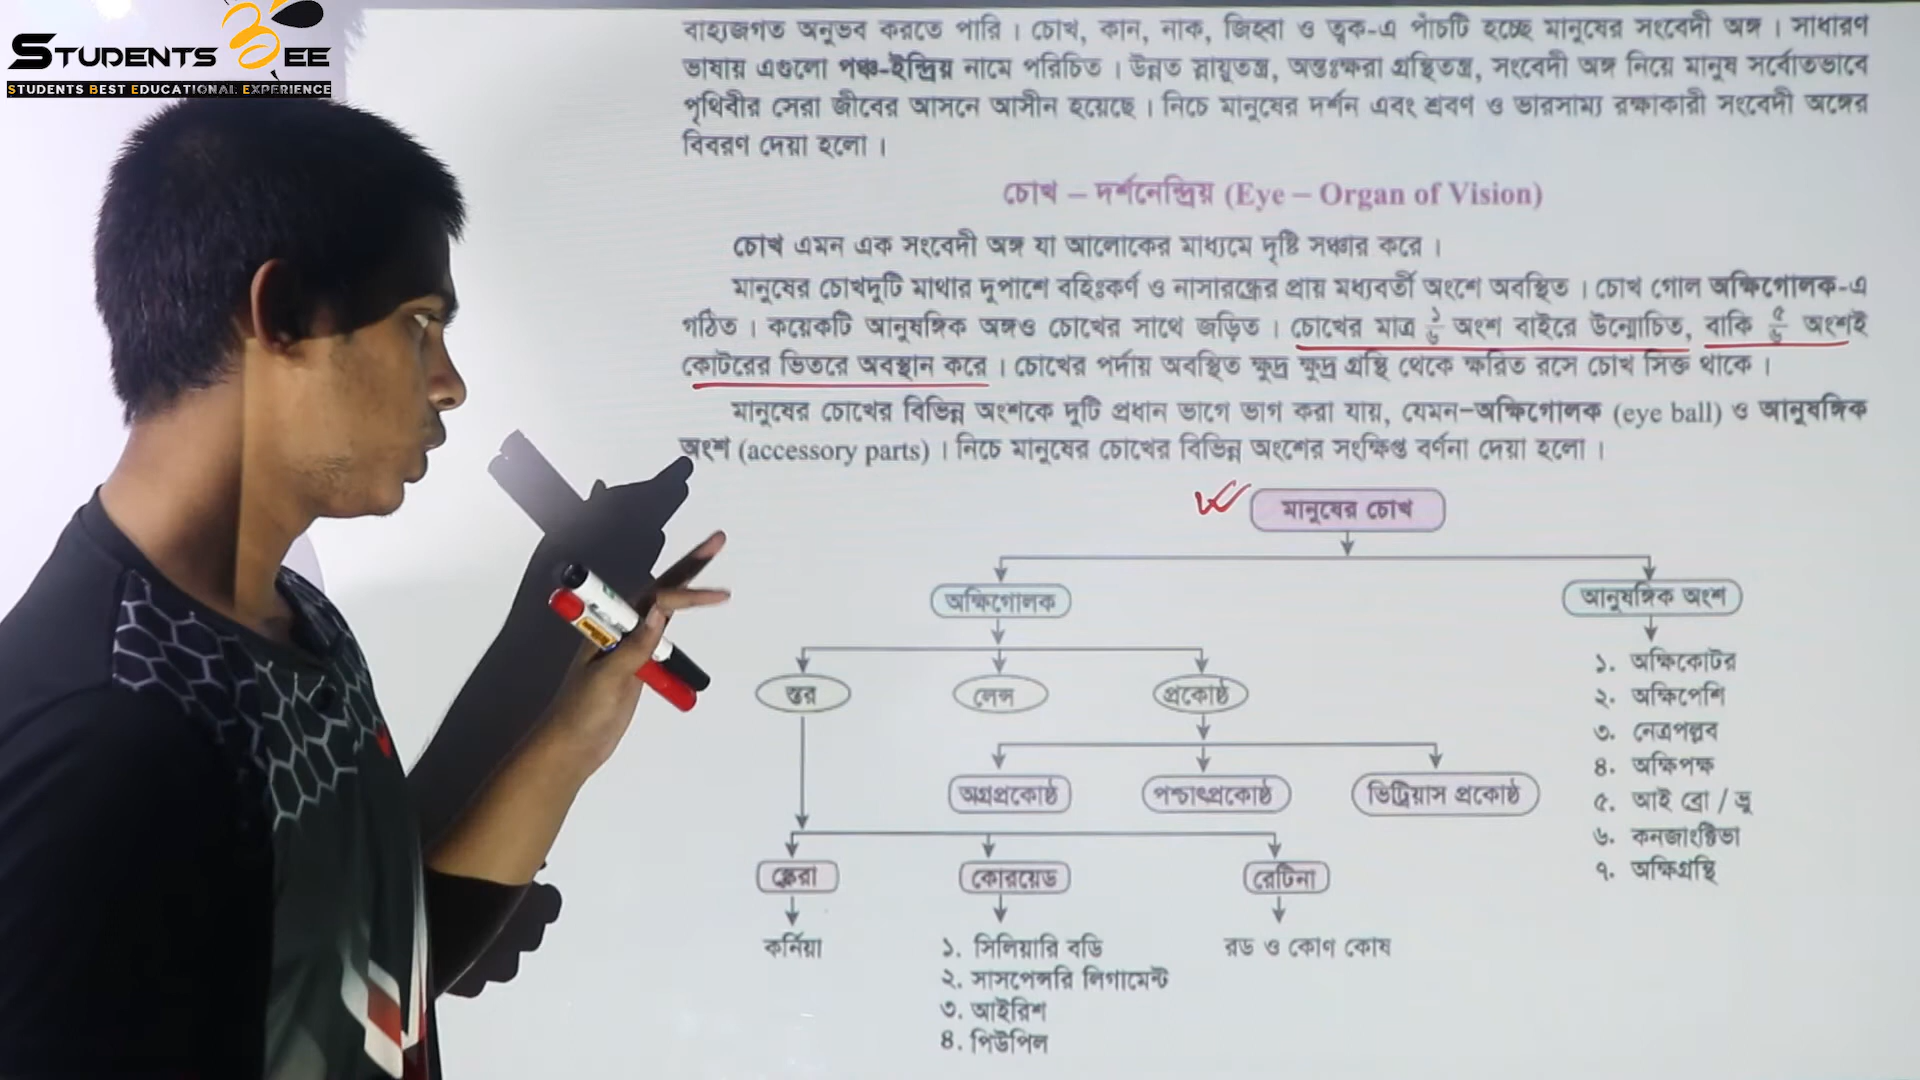 STUDENTS BEE
STUDENTS BEST EDUCATIONAL EXPERIENCE
বাহ্যজগত অনুভব করতে পারি। চোখ, কান, নাক, জিহ্বা ও ত্বক-এ পাঁচটি হচ্ছে মানুষের সংবেদী অঙ্গ। সাধারণ
ভাষায় এগুলো পঞ্চ-ইন্দ্রিয় নামে পরিচিত। উন্নত স্নায়ুতন্ত্র, অন্তঃক্ষরা গ্রন্থিতন্ত্র, সংবেদী অঙ্গ নিয়ে মানুষ সর্বোতভাবে
পৃথিবীর সেরা জীবের আসনে আসীন হয়েছে। নিচে মানুষের দর্শন এবং শ্রবণ ও ভারসাম্য রক্ষাকারী সংবেদী অঙ্গের
বিবরণ দেয়া হলো।
চোখ – দর্শনেন্দ্রিয় (Eye – Organ of Vision)
চোখ এমন এক সংবেদী অঙ্গ যা আলোকের মাধ্যমে দৃষ্টি সঞ্চার করে।
মানুষের চোখদুটি মাথার দুপাশে বহিঃকর্ণ ও নাসারন্ধ্রের প্রায় মধ্যবর্তী অংশে অবস্থিত। চোখ গোল অক্ষিগোলক-এ
গঠিত। কয়েকটি আনুষঙ্গিক অঙ্গও চোখের সাথে জড়িত। চোখের মাত্র ১/৬ অংশ বাইরে উন্মোচিত, বাকি ৫/৬ অংশই
কোটরের ভিতরে অবস্থান করে। চোখের পর্দায় অবস্থিত ক্ষুদ্র ক্ষুদ্র গ্রন্থি থেকে ক্ষরিত রসে চোখ সিক্ত থাকে।
মানুষের চোখের বিভিন্ন অংশকে দুটি প্রধান ভাগে ভাগ করা যায়, যেমন-অক্ষিগোলক (eye ball) ও আনুষঙ্গিক
অংশ (accessory parts)। নিচে মানুষের চোখের বিভিন্ন অংশের সংক্ষিপ্ত বর্ণনা দেয়া হলো।
মানুষের চোখ
অক্ষিগোলক
আনুষঙ্গিক অংশ
স্তর
লেন্স
প্রকোষ্ঠ
১. অক্ষিকোটর
২. অক্ষিপেশি
৩. নেত্রপল্লব
৪. অক্ষিপক্ষ
৫. আই ব্রো / ভ্রূ
৬. কনজাংক্টিভা
৭. অক্ষিগ্রন্থি
অগ্রপ্রকোষ্ঠ
পশ্চাৎপ্রকোষ্ঠ
ভিট্রিয়াস প্রকোষ্ঠ
স্ক্লেরা
কোরয়েড
রেটিনা
কর্নিয়া
১. সিলিয়ারি বডি
২. সাসপেন্সরি লিগামেন্ট
৩. আইরিশ
৪. পিউপিল
রড ও কোণ কোষ